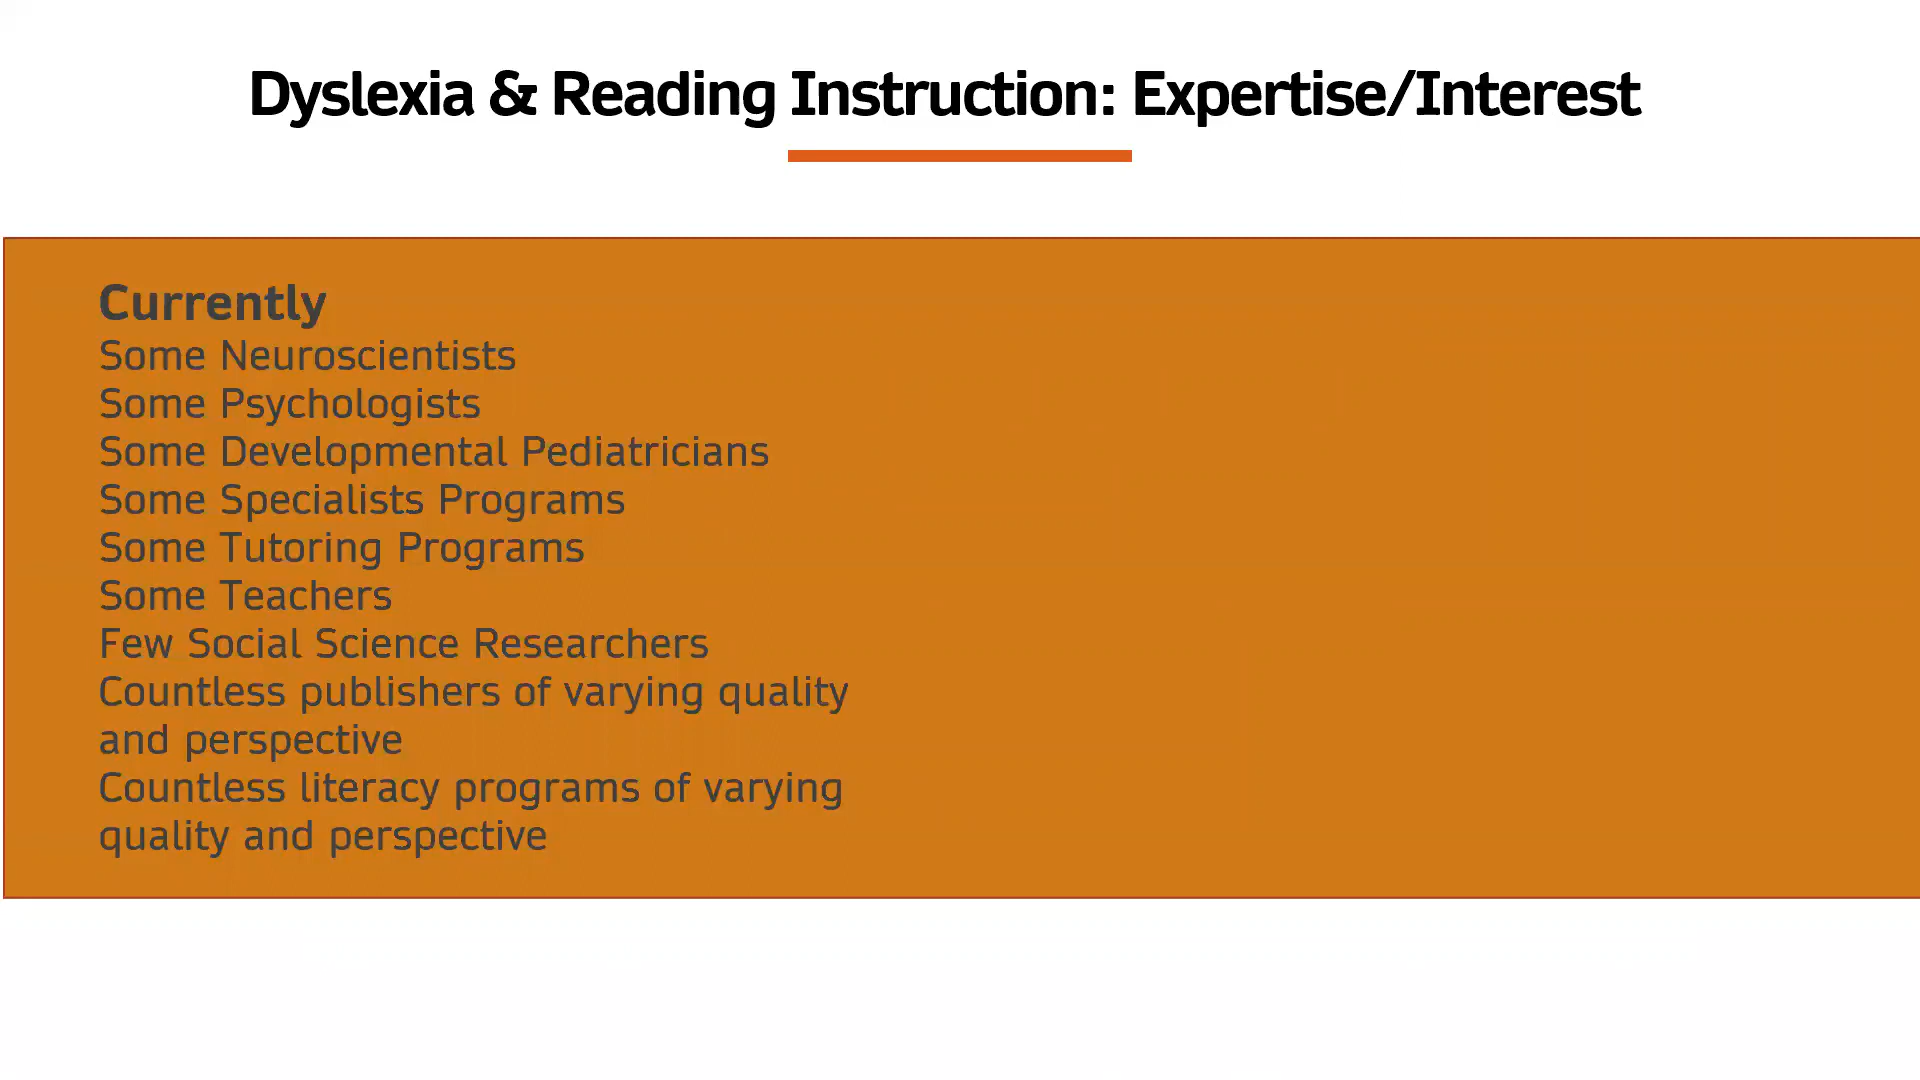 Dyslexia & Reading Instruction: Expertise/Interest
Currently
Some Neuroscientists
Some Psychologists
Some Developmental Pediatricians
Some Specialists Programs
Some Tutoring Programs
Some Teachers
Few Social Science Researchers
Countless publishers of varying quality
and perspective
Countless literacy programs of varying
quality and perspective